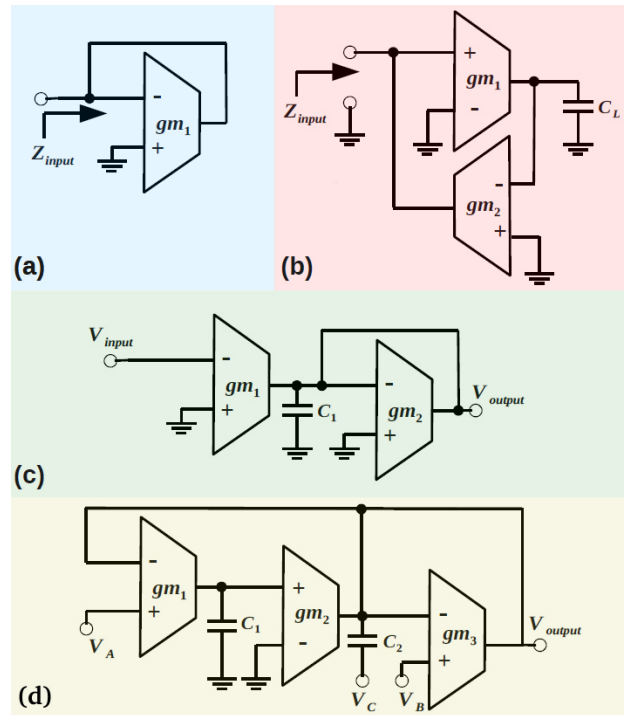 -
gm1
+
Zinput
(a)
+
gm1
-
CL
Zinput
-
gm2
+
(b)
Vinput
-
gm1
+
C1
-
gm2
+
Voutput
(c)
-
gm1
+
VA
C1
+
gm2
-
C2
VC
-
gm3
+
VB
Voutput
(d)